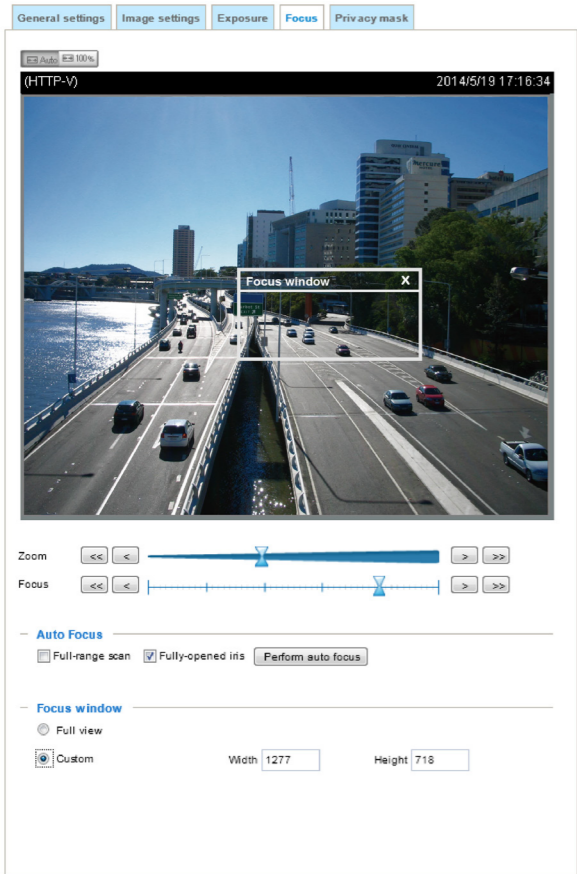 General settings Image settings Exposure Focus Privacy mask
Auto 100%
(HTTP-V) 2014/5/19 17:16:34
Focus window X
Zoom << < > >>
Focus << < > >>
Auto Focus
Full-range scan Fully-opened iris Perform auto focus
Focus window
Full view
Custom Width 1277 Height 718